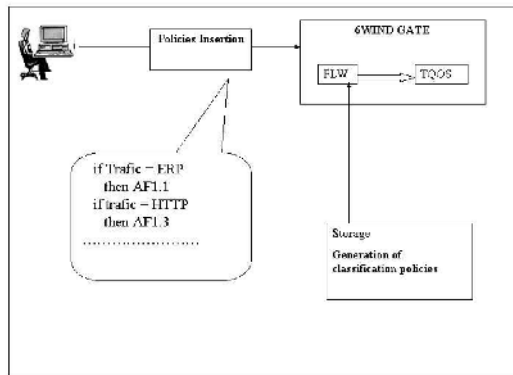 Policies Insertion
6WIND GATE
FLW
TQOS
if Trafic = ERP
then AF1.1
if trafic = HTTP
then AF1.3
........................
Storage
Generation of
classification policies